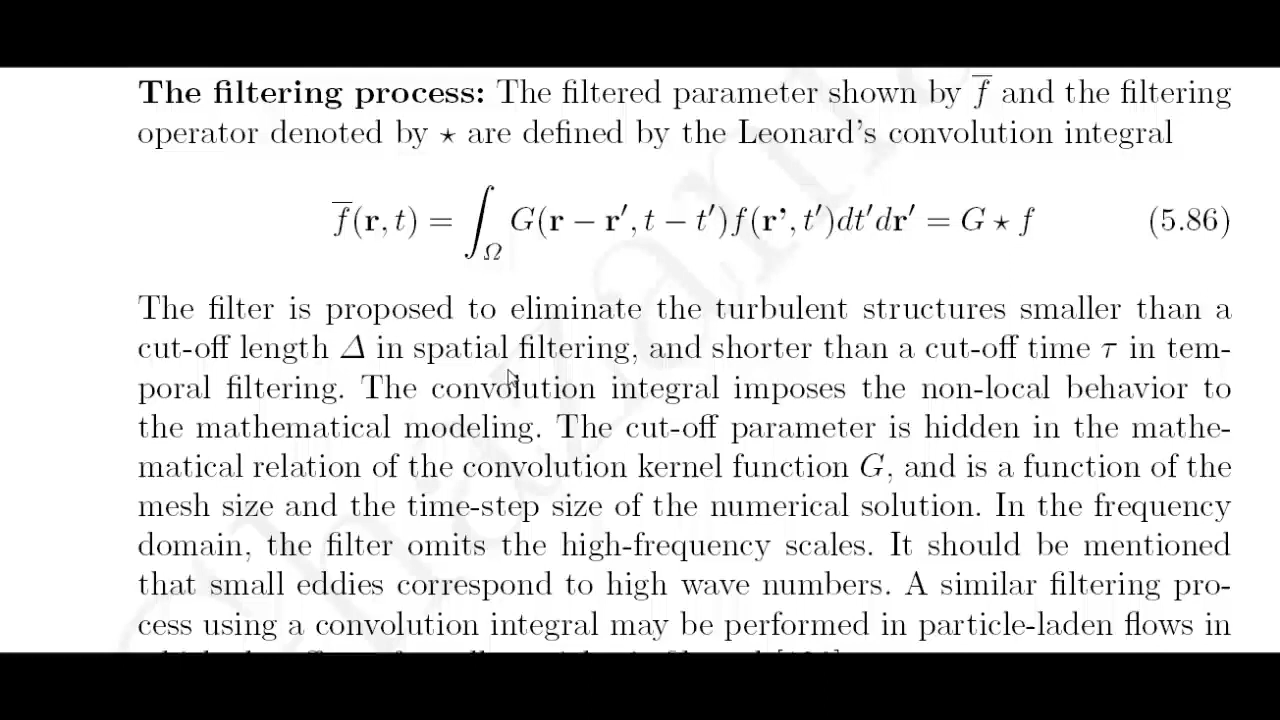 The filtering process: The filtered parameter shown by f̅ and the filtering
operator denoted by ⋆ are defined by the Leonard's convolution integral
f̅(r, t) = ∫_Ω G(r − r′, t − t′)f(r’, t′)dt′dr′ = G ⋆ f (5.86)
The filter is proposed to eliminate the turbulent structures smaller than a
cut-off length Δ in spatial filtering, and shorter than a cut-off time τ in tem-
poral filtering. The convolution integral imposes the non-local behavior to
the mathematical modeling. The cut-off parameter is hidden in the mathe-
matical relation of the convolution kernel function G, and is a function of the
mesh size and the time-step size of the numerical solution. In the frequency
domain, the filter omits the high-frequency scales. It should be mentioned
that small eddies correspond to high wave numbers. A similar filtering pro-
cess using a convolution integral may be performed in particle-laden flows in